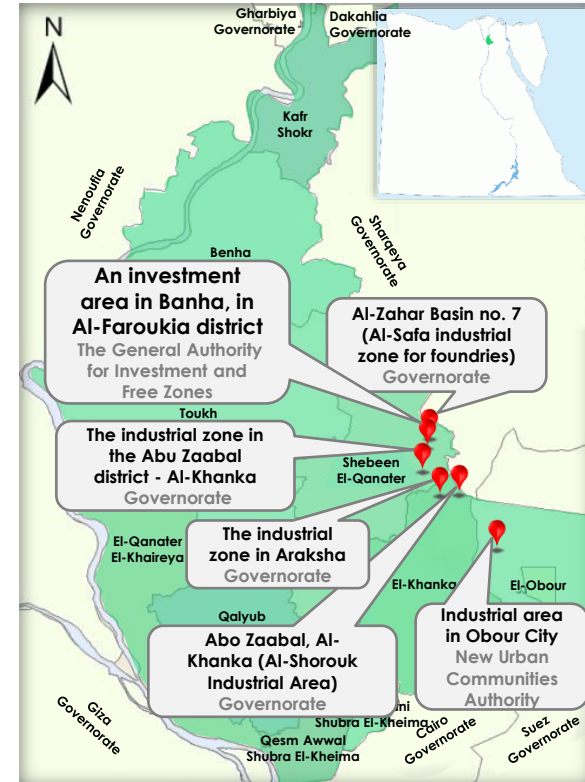 N
Gharbiya
Governorate
Dakahlia
Governorate
Kafr
Shokr
Nenoufia
Governorate
Sharqeya
Governorate
Benha
An investment
area in Banha, in
Al-Faroukia district
The General Authority
for Investment and
Free Zones
Al-Zahar Basin no. 7
(Al-Safa industrial
zone for foundries)
Governorate
Toukh
The industrial zone in
the Abu Zaabal
district - Al-Khanka
Governorate
Shebeen
El-Qanater
El-Qanater
El-Khaireya
The industrial
zone in Araksha
Governorate
El-Khanka
El-Obour
Qalyub
Abo Zaabal, Al-
Khanka (Al-Shorouk
Industrial Area)
Governorate
Industrial area
in Obour City
New Urban
Communities
Authority
Shubra El-Kheima
Qesm Awwal
Shubra El-Kheima
Giza
Governorate
Cairo
Governorate
Suez
Governorate